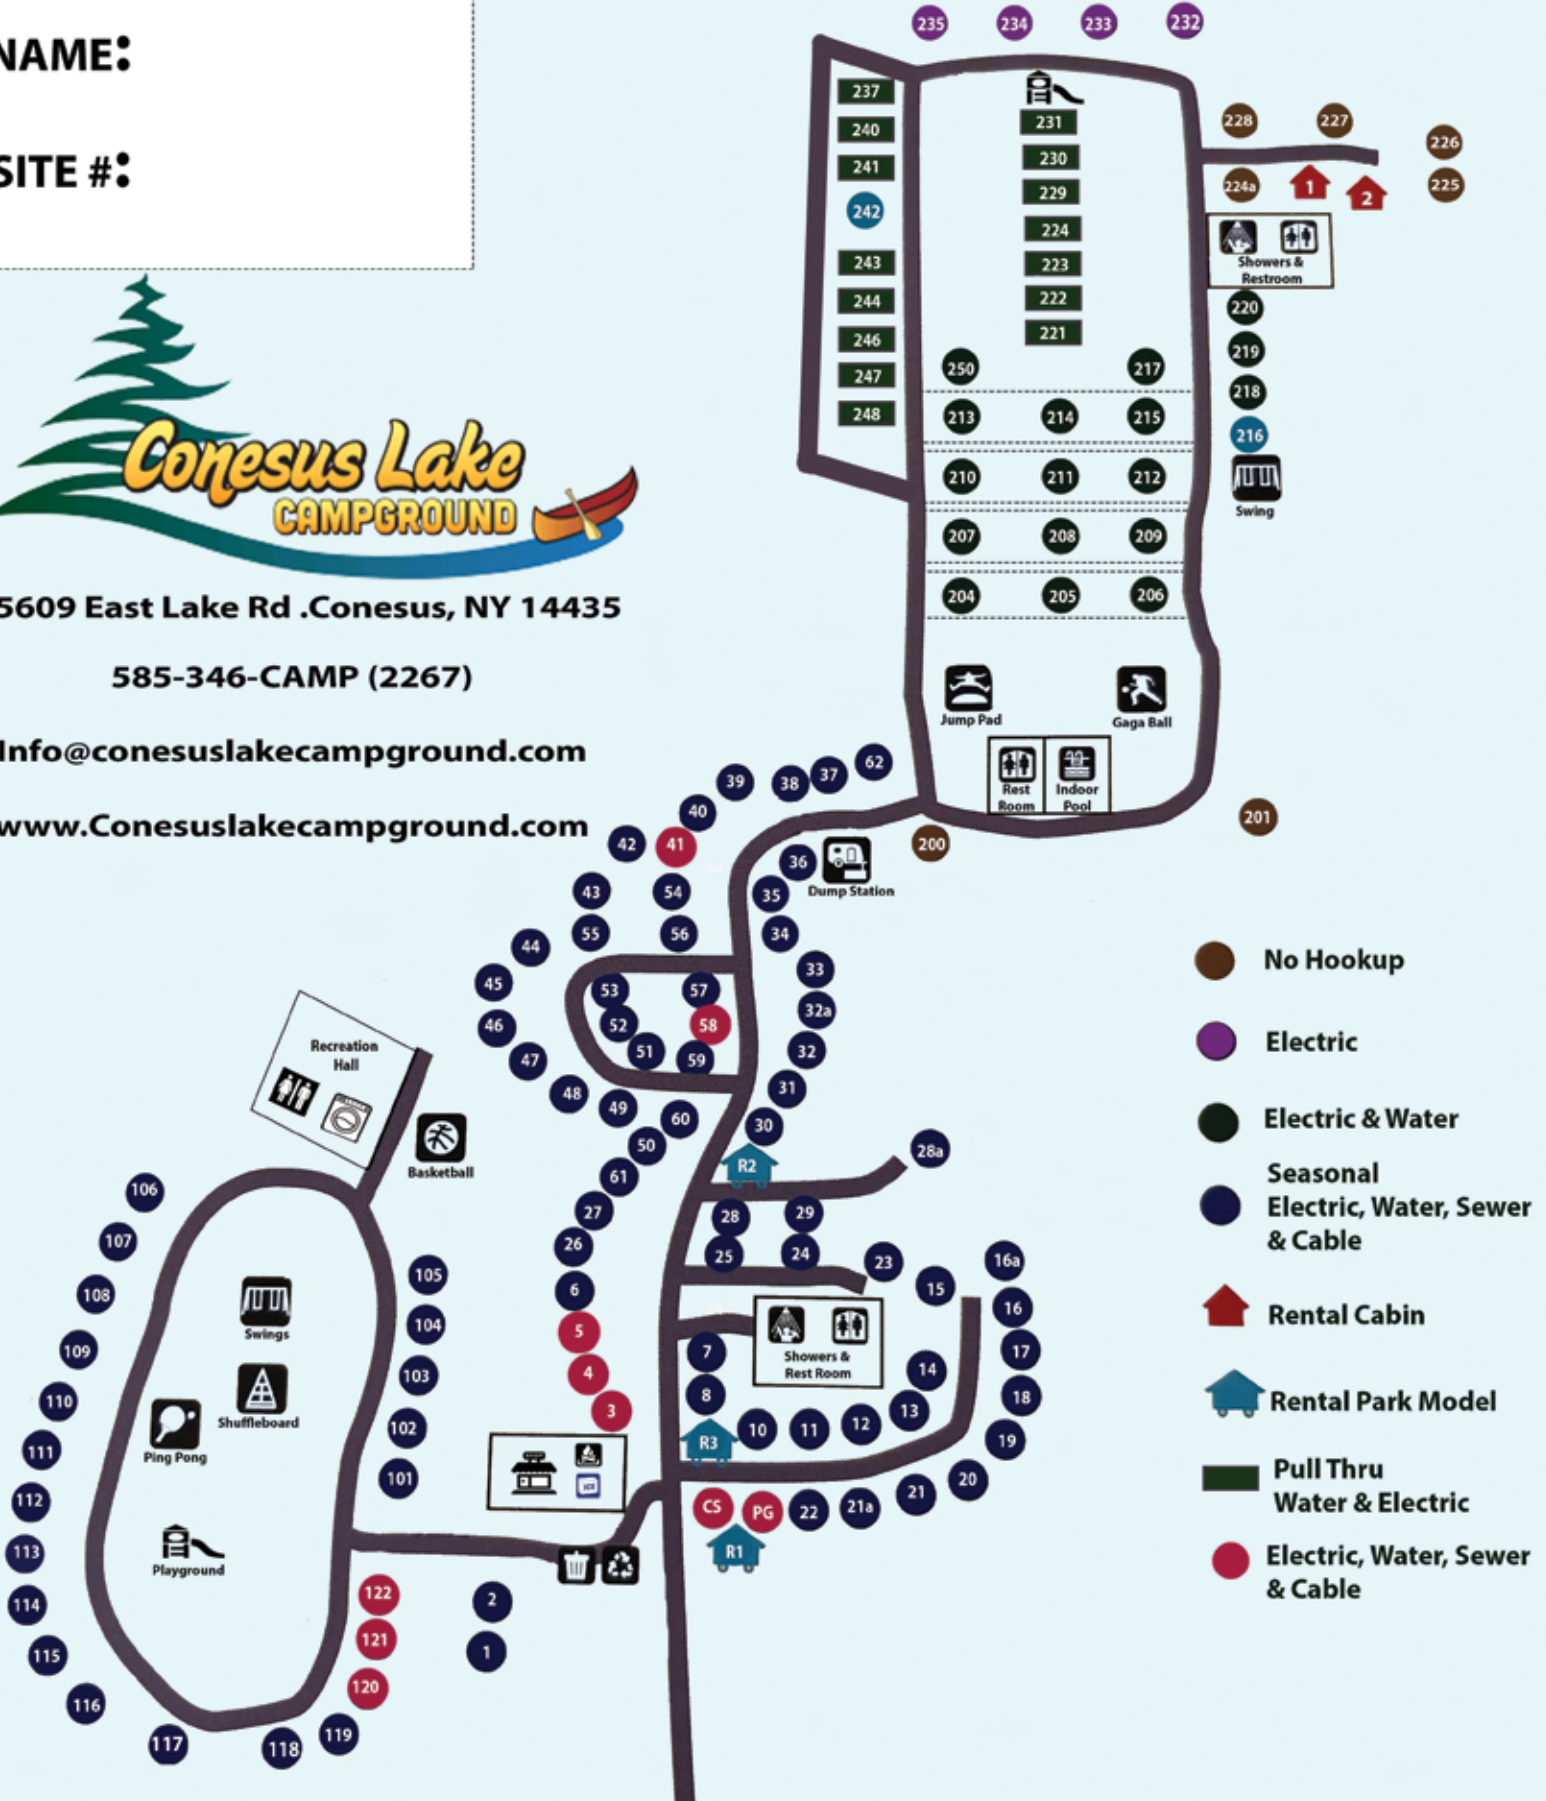 NAME:
SITE #:
Conesus Lake
CAMPGROUND
5609 East Lake Rd .Conesus, NY 14435
585-346-CAMP (2267)
Info@conesuslakecampground.com
www.Conesuslakecampground.com
235 234 233 232
237
240
241
242
243
244
246
247
248
231
230
229
224
223
222
221
228 227 226
224a 1 2 225
Showers &
Restroom
220
219
218
216
Swing
250 217
213 214 215
210 211 212
207 208 209
204 205 206
Jump Pad
Gaga Ball
Rest
Room
Indoor
Pool
201
200
62
37
38
39
40
41
42
43
54
55
56
44
45
46
47
48
49
50
60
61
27
26
6
5
4
3
53
57
52
58
51
59
36
Dump Station
35
34
33
32a
32
31
30
R2
28a
28 29
25 24
23
15
16a
16
17
18
19
20
21
21a
22
PG
CS
R1
Showers &
Rest Room
7
8
R3
10
11
12
13
14
ICE
Recreation
Hall
Basketball
106
107
108
109
110
111
112
113
114
115
116
117
118
119
120
121
122
105
104
103
102
101
2
1
Swings
Shuffleboard
Ping Pong
Playground
No Hookup
Electric
Electric & Water
Seasonal
Electric, Water, Sewer
& Cable
Rental Cabin
Rental Park Model
Pull Thru
Water & Electric
Electric, Water, Sewer
& Cable